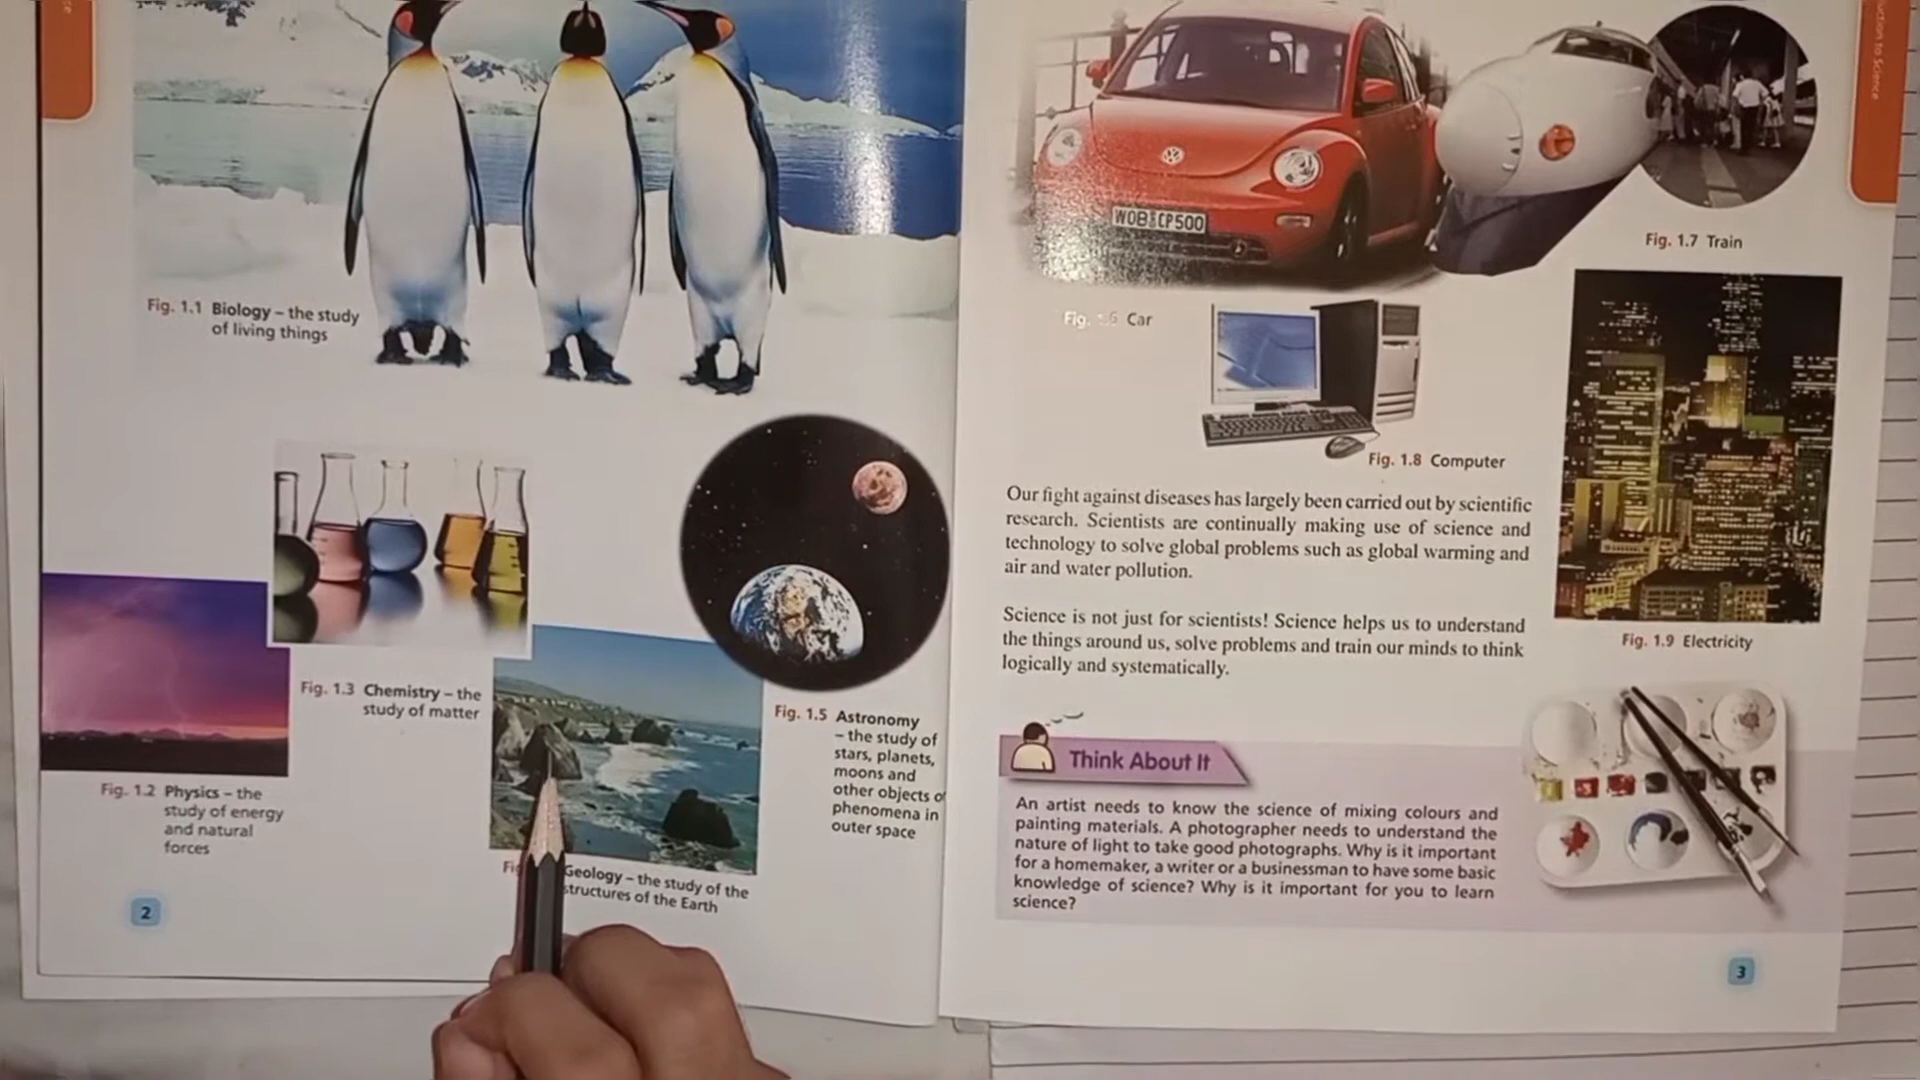 Fig. 1.1 Biology – the study
of living things
Fig. 1.3 Chemistry – the
study of matter
Fig. 1.2 Physics – the
study of energy
and natural
forces
Geology – the study of the
structures of the Earth
Fig. 1.5 Astronomy
– the study of
stars, planets,
moons and
other objects
phenomena in
outer space
2
WOB CP500
Fig. 1.7 Train
Fig. Car
Fig. 1.8 Computer
Our fight against diseases has largely been carried out by scientific
research. Scientists are continually making use of science and
technology to solve global problems such as global warming and
air and water pollution.
Science is not just for scientists! Science helps us to understand
the things around us, solve problems and train our minds to think
logically and systematically.
Fig. 1.9 Electricity
Think About It
An artist needs to know the science of mixing colours and
painting materials. A photographer needs to understand the
nature of light to take good photographs. Why is it important
for a homemaker, a writer or a businessman to have some basic
knowledge of science? Why is it important for you to learn
science?
3
to Science